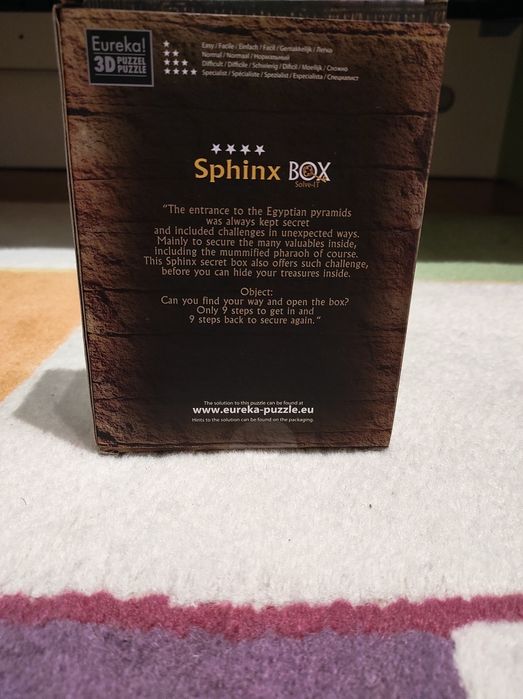 Eureka!
3D PUZZEL PUZZLE
★ Easy / Facile / Einfach / Facil / Gemakkelijk / Легко
★★ Normal / Normaal / Нормальный
★★★ Difficult / Difficile / Schwierig / Dificil / Moeilijk / Сложно
★★★★ Specialist / Spécialiste / Spezialist / Especialista / Специалист
★★★★
Sphinx BOX
Solve-IT
"The entrance to the Egyptian pyramids
was always kept secret
and included challenges in unexpected ways.
Mainly to secure the many valuables inside,
including the mummified pharaoh of course.
This Sphinx secret box also offers such challenge,
before you can hide your treasures inside.
Object:
Can you find your way and open the box?
Only 9 steps to get in and
9 steps back to secure again."
The solution to this puzzle can be found at
www.eureka-puzzle.eu
Hints to the solution can be found on the packaging.